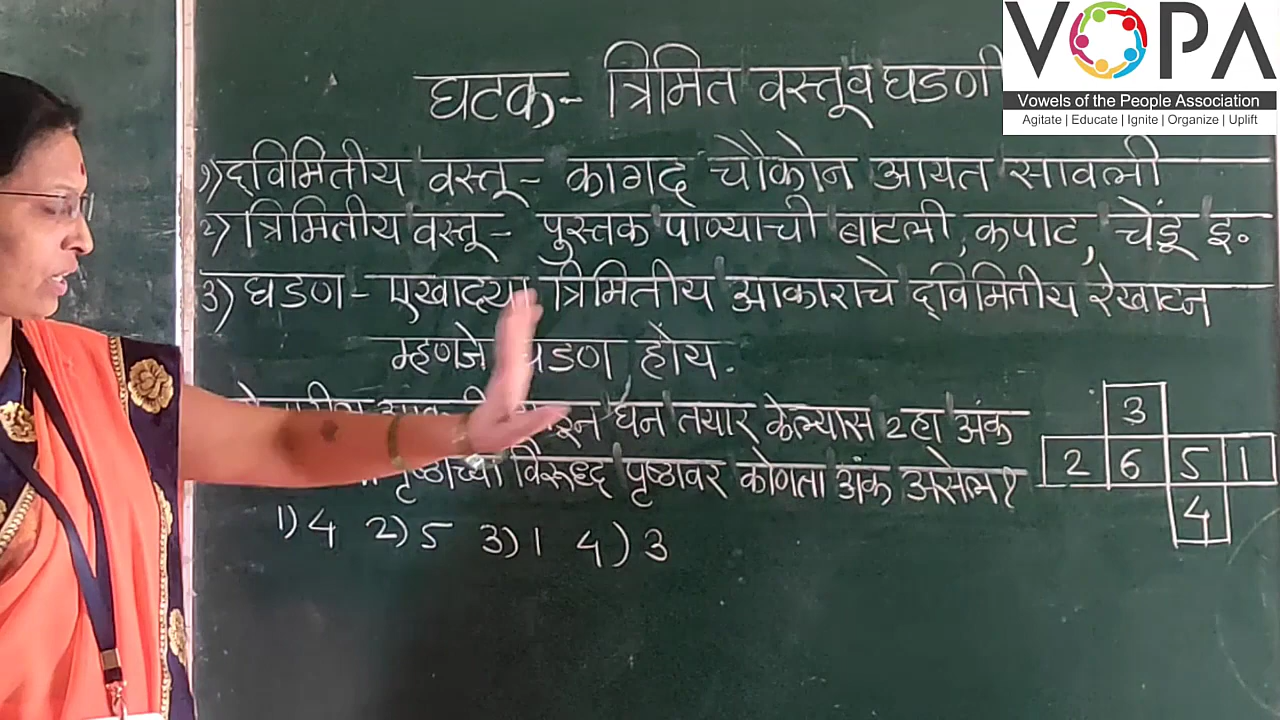 VOPA
Vowels of the People Association
Agitate | Educate | Ignite | Organize | Uplift
घटक- त्रिमित वस्तू व घडणी
१) द्विमितीय वस्तू- कागद चौकोन आयत सावली
2) त्रिमितीय वस्तू- पुस्तक पाण्याची बाटली, कपाट, चेंडू इ.
३) घडण- एखाद्या त्रिमितीय आकाराचे द्विमितीय रेखाटन
म्हणजे घडण होय.
घन तयार केल्यास 2 हा अंक
पृष्ठाच्या विरूध्द पृष्ठावर कोणता अंक असेल?
1) 4 2) 5 3) 1 4) 3
3
2 6 5 1
4